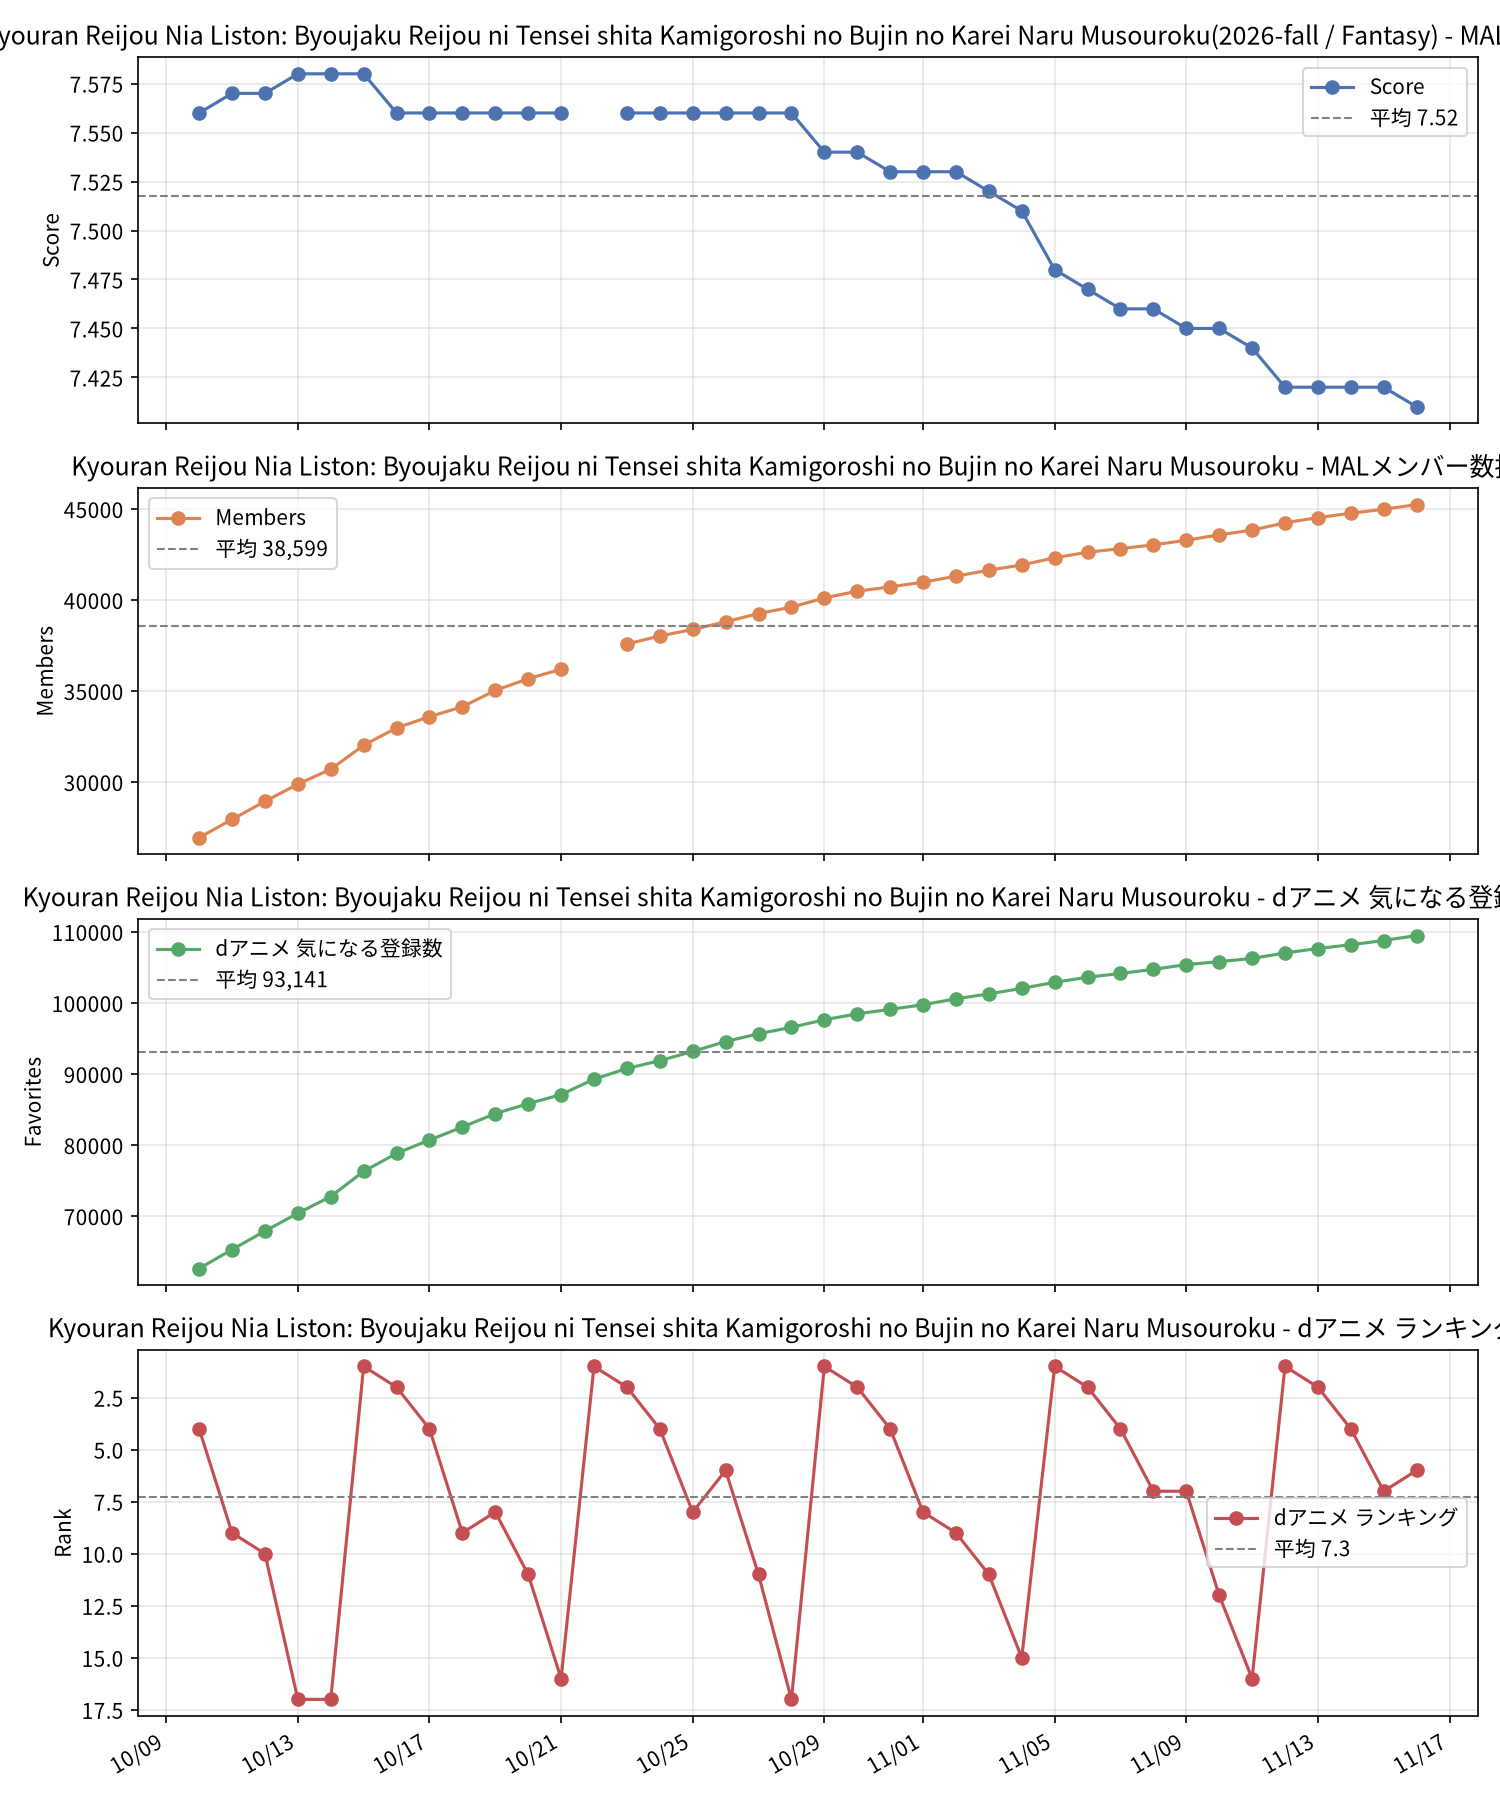 youran Reijou Nia Liston: Byoujaku Reijou ni Tensei shita Kamigoroshi no Bujin no Karei Naru Musouroku(2026-fall / Fantasy) - MAL
7.575
7.550
7.525
7.500
7.475
7.450
7.425
Score
Score
平均 7.52
Kyouran Reijou Nia Liston: Byoujaku Reijou ni Tensei shita Kamigoroshi no Bujin no Karei Naru Musouroku - MALメンバー数
45000
40000
35000
30000
Members
Members
平均 38,599
Kyouran Reijou Nia Liston: Byoujaku Reijou ni Tensei shita Kamigoroshi no Bujin no Karei Naru Musouroku - dアニメ 気になる登録
110000
100000
90000
80000
70000
Favorites
dアニメ 気になる登録数
平均 93,141
Kyouran Reijou Nia Liston: Byoujaku Reijou ni Tensei shita Kamigoroshi no Bujin no Karei Naru Musouroku - dアニメ ランキング
2.5
5.0
7.5
10.0
12.5
15.0
17.5
Rank
dアニメ ランキング
平均 7.3
10/09
10/13
10/17
10/21
10/25
10/29
11/01
11/05
11/09
11/13
11/17